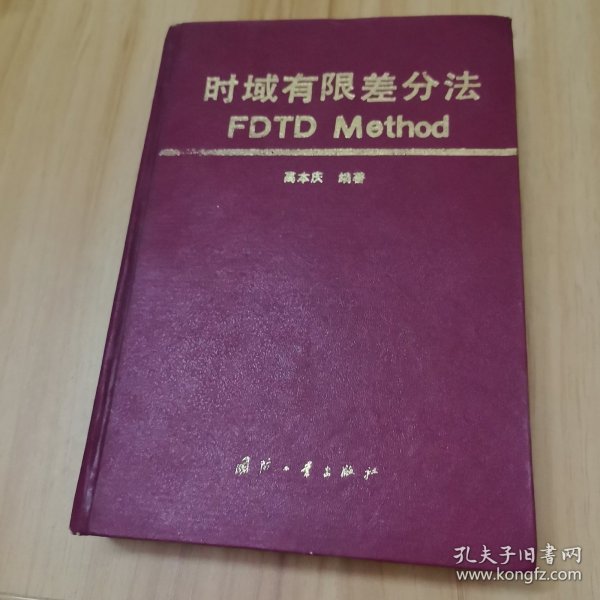 时域有限差分法
FDTD Method
高本庆 编著
国防工业出版社
孔夫子旧书网
www.kongfz.com